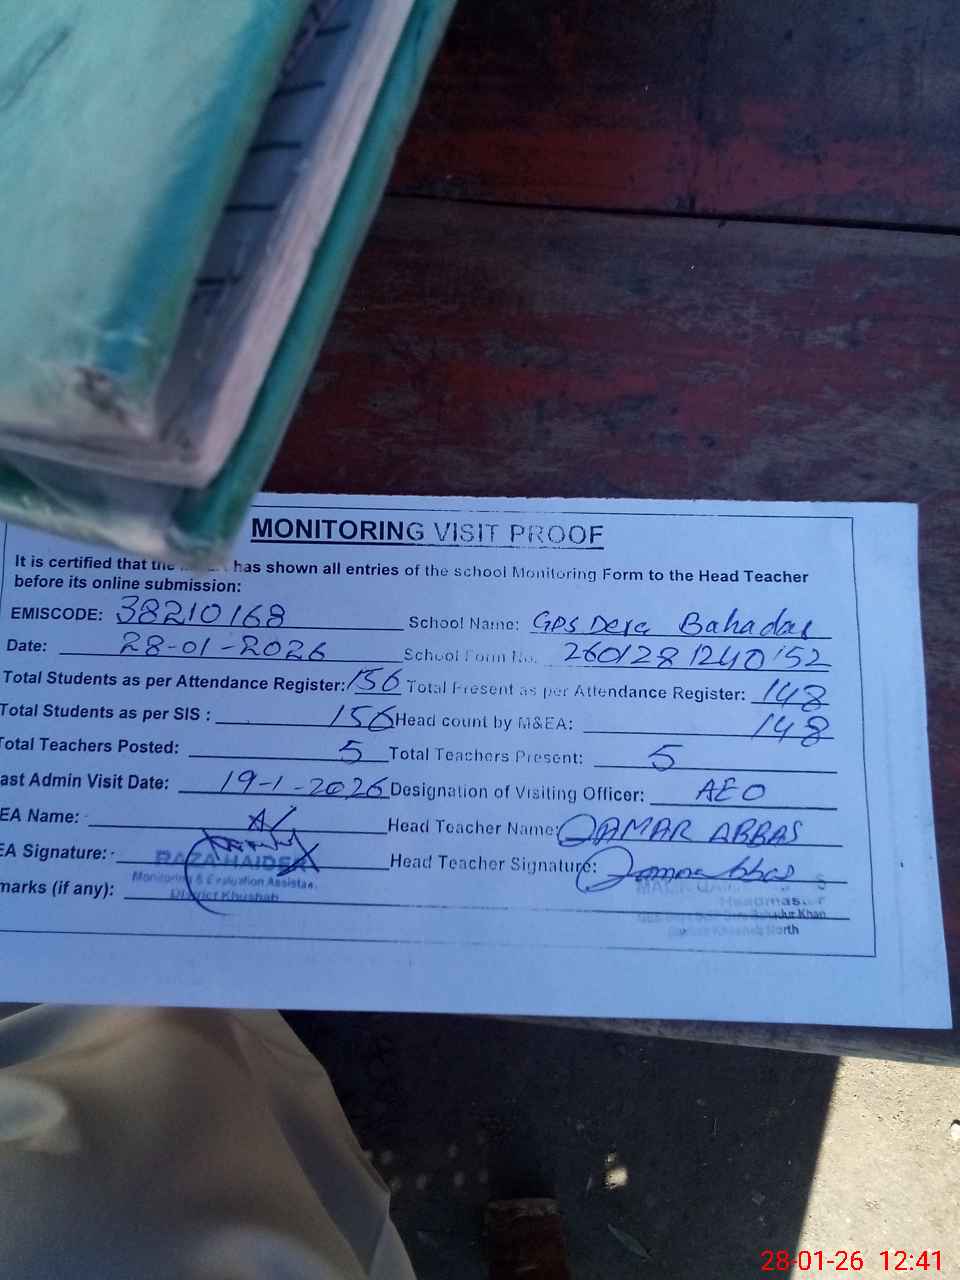 MONITORING VISIT PROOF
It is certified that the has shown all entries of the school Monitoring Form to the Head Teacher
before its online submission:
EMISCODE: 38210168 School Name: GPS Dera Bahadar
Date: 28-01-2026 School Form No. 260128124052
Total Students as per Attendance Register: 156 Total Present as per Attendance Register: 148
Total Students as per SIS : 156 Head count by M&EA: 148
Total Teachers Posted: 5 Total Teachers Present: 5
ast Admin Visit Date: 19-1-2026 Designation of Visiting Officer: AEO
EA Name: Head Teacher Name: QAMAR ABBAS
EA Signature: RAZA HAIDER Head Teacher Signature:
Monitoring & Evaluation Assistan
District Khushab
marks (if any):
Headmas
Khan
North
28-01-26 12:41